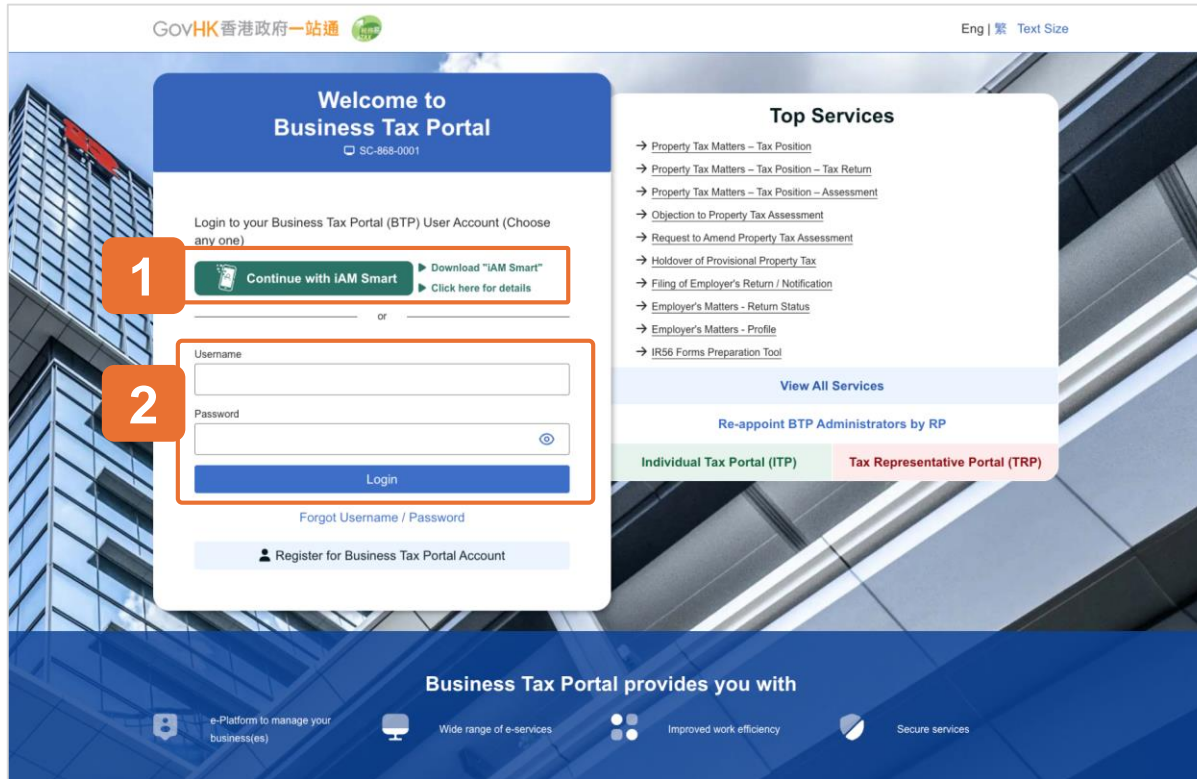 GovHK香港政府一站通
Eng | 繁 Text Size
Welcome to
Business Tax Portal
SC-868-0001
Login to your Business Tax Portal (BTP) User Account (Choose
any one)
1
Continue with iAM Smart
Download "iAM Smart"
Click here for details
or
2
Username
Password
Login
Forgot Username / Password
Register for Business Tax Portal Account
Top Services
Property Tax Matters – Tax Position
Property Tax Matters – Tax Position – Tax Return
Property Tax Matters – Tax Position – Assessment
Objection to Property Tax Assessment
Request to Amend Property Tax Assessment
Holdover of Provisional Property Tax
Filing of Employer's Return / Notification
Employer's Matters - Return Status
Employer's Matters - Profile
IR56 Forms Preparation Tool
View All Services
Re-appoint BTP Administrators by RP
Individual Tax Portal (ITP)
Tax Representative Portal (TRP)
Business Tax Portal provides you with
e-Platform to manage your
business(es)
Wide range of e-services
Improved work efficiency
Secure services